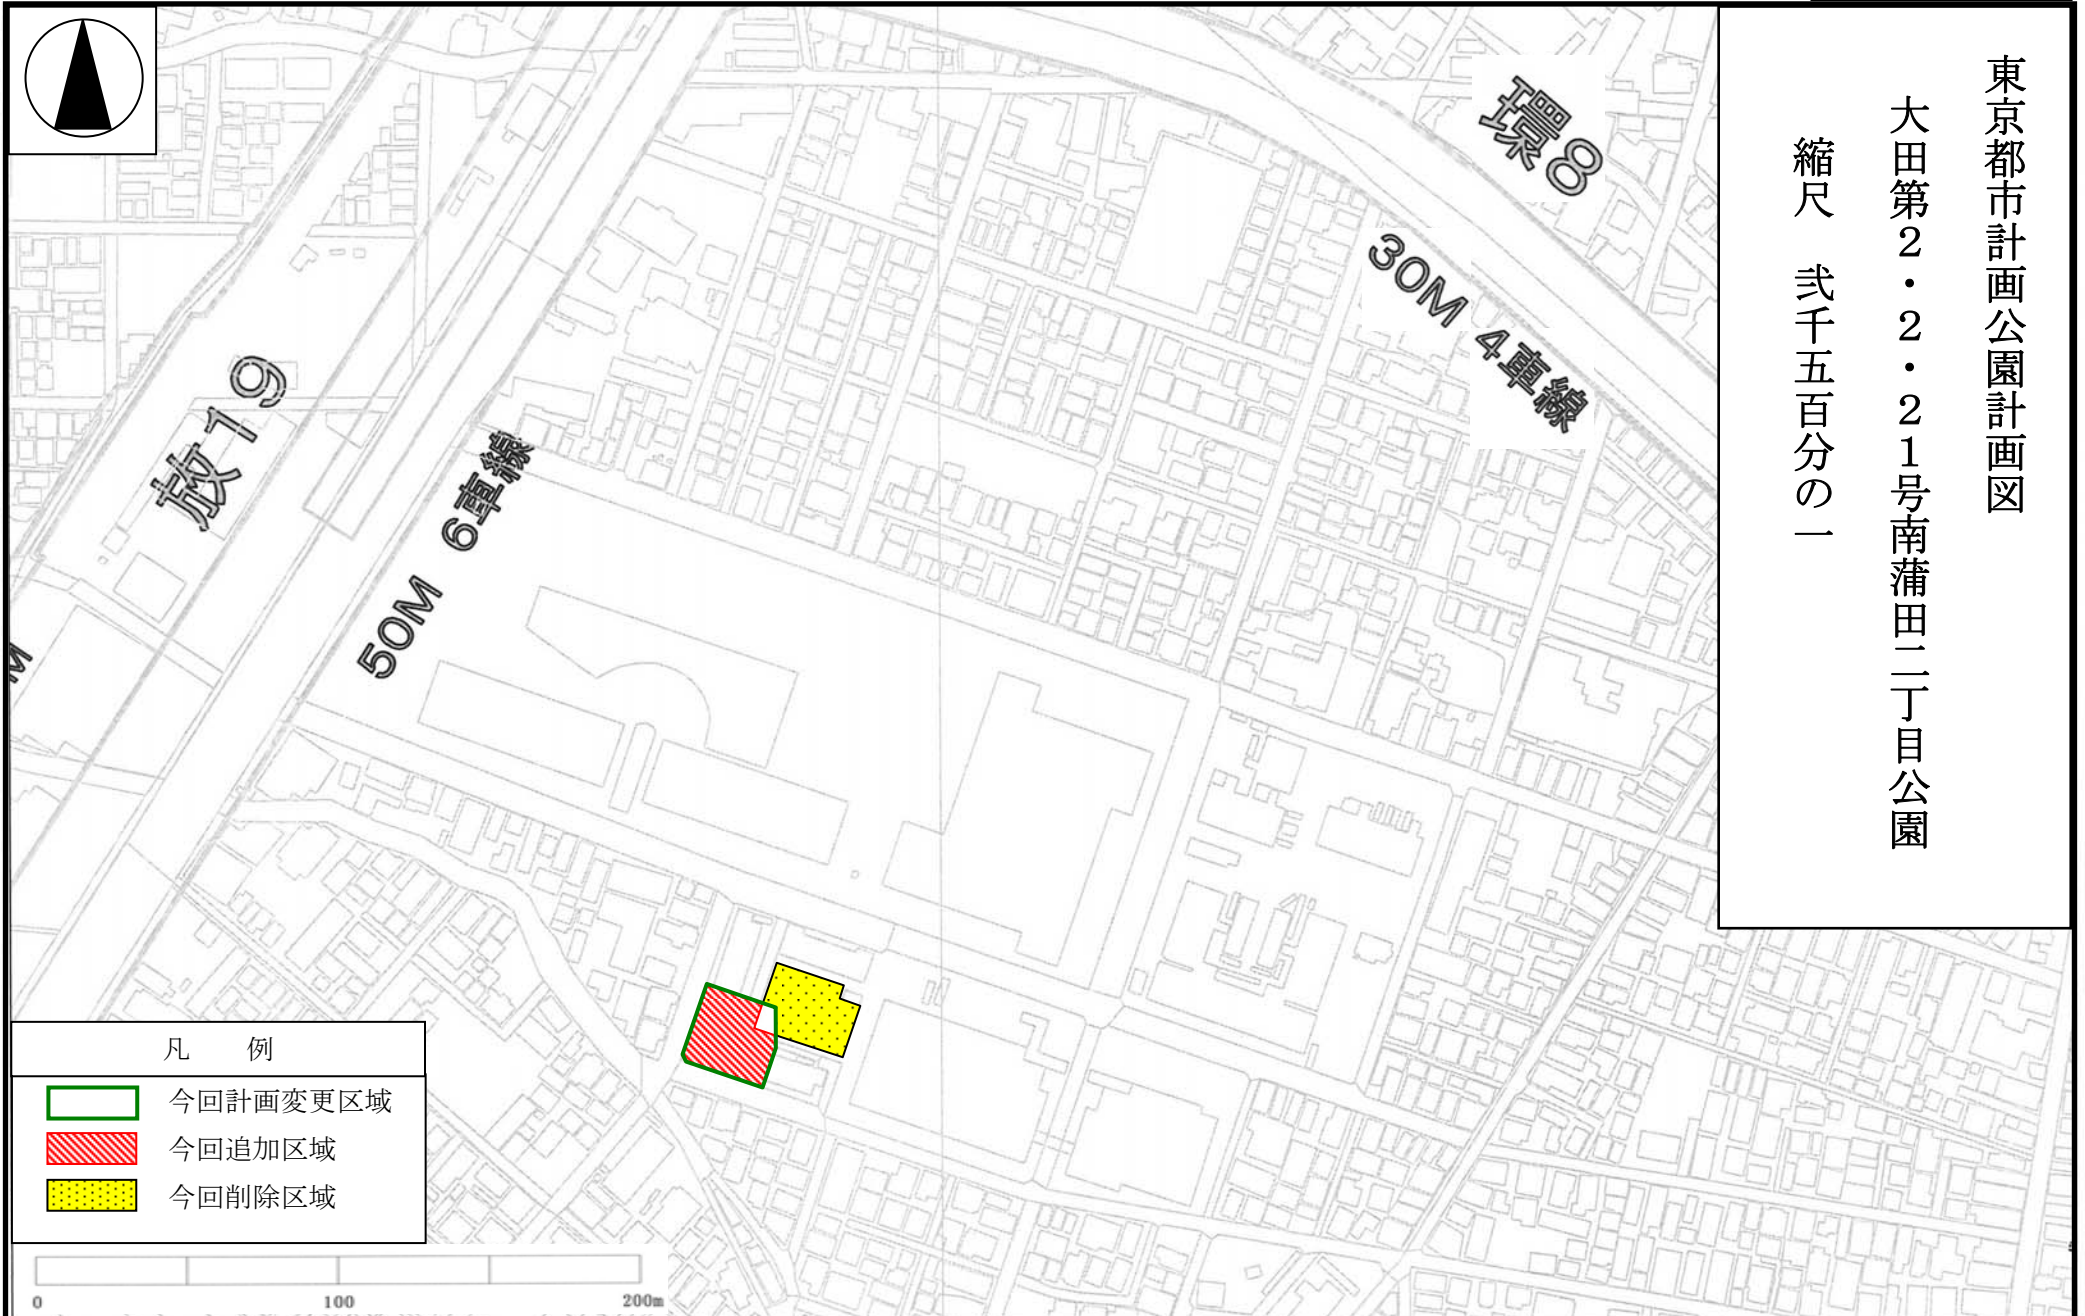 東京都市計画公園計画図
大田第2・2・21号南蒲田二丁目公園
縮尺 弐千五百分の一
環8
30M 4車線
放19
50M 6車線
M
凡 例
今回計画変更区域
今回追加区域
今回削除区域
0 100 200m